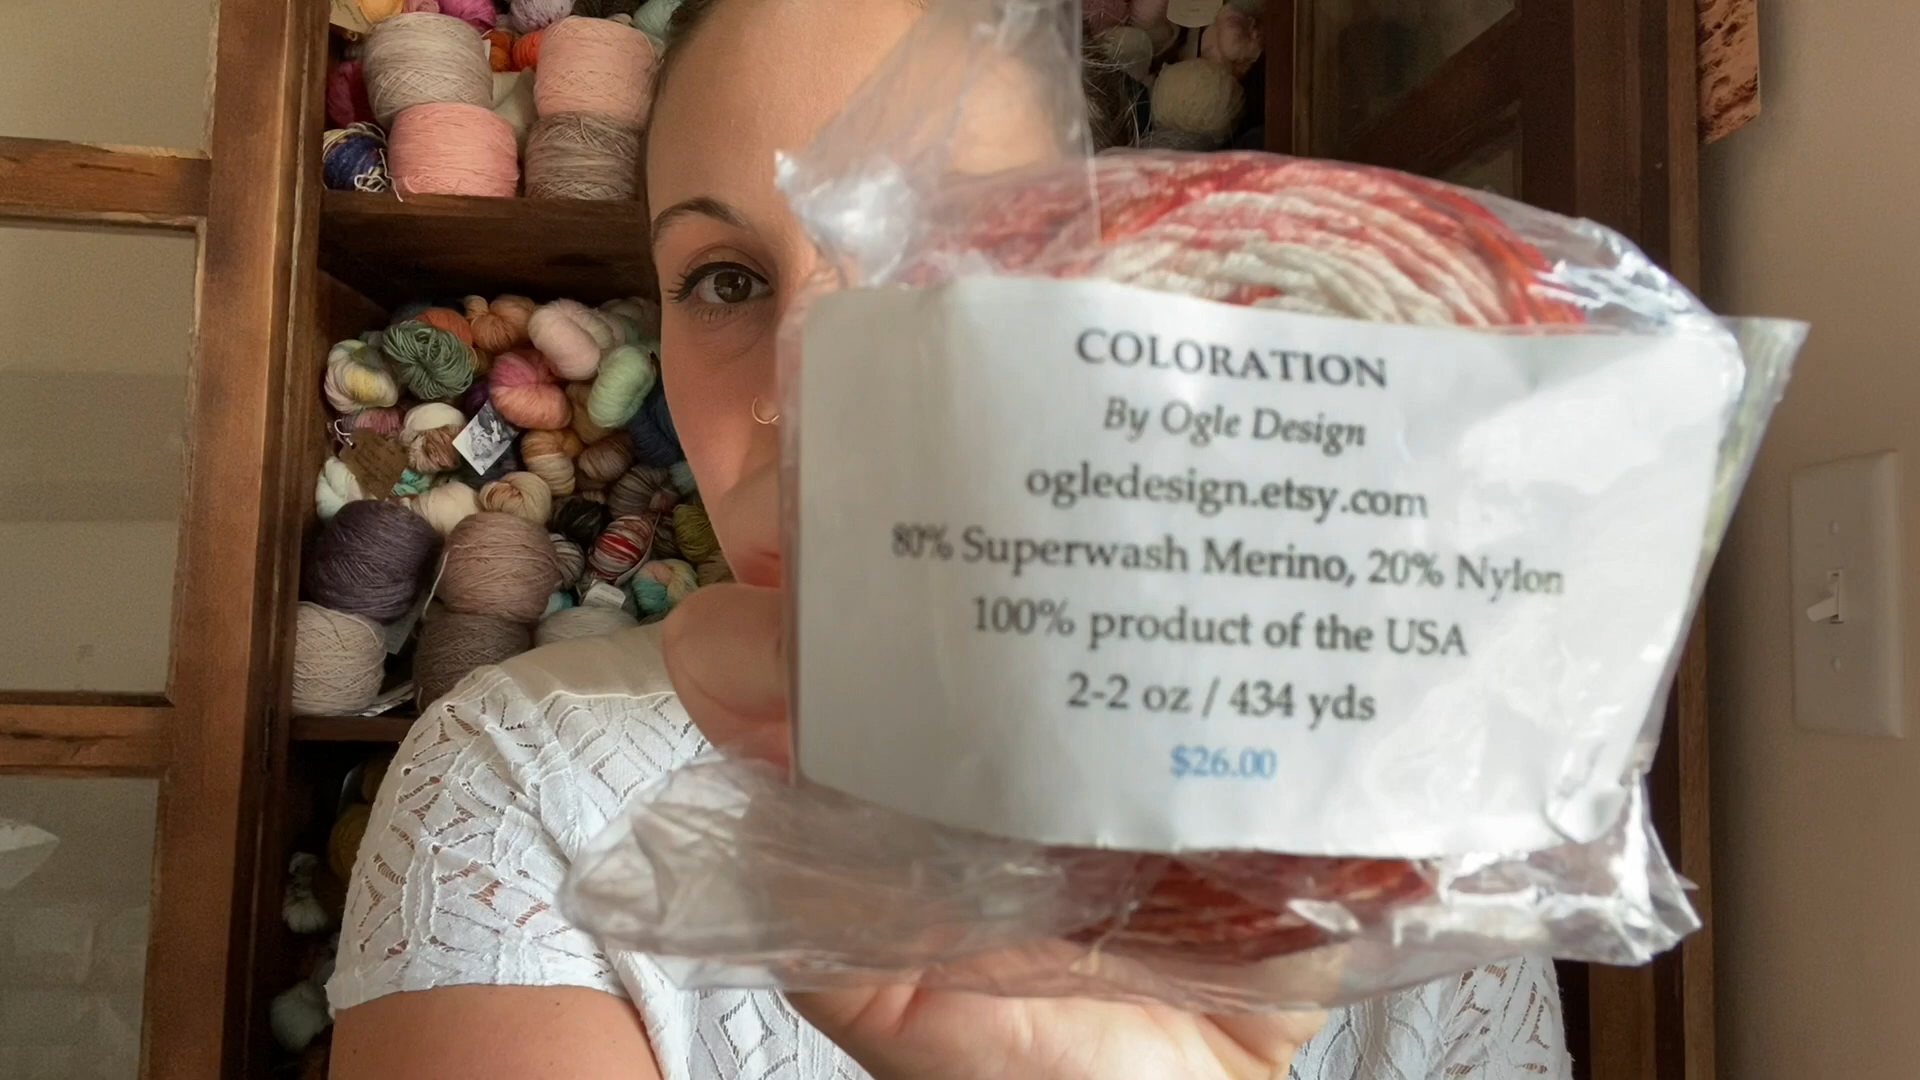 COLORATION
By Ogle Design
ogledesign.etsy.com
80% Superwash Merino, 20% Nylon
100% product of the USA
2-2 oz / 434 yds
$26.00